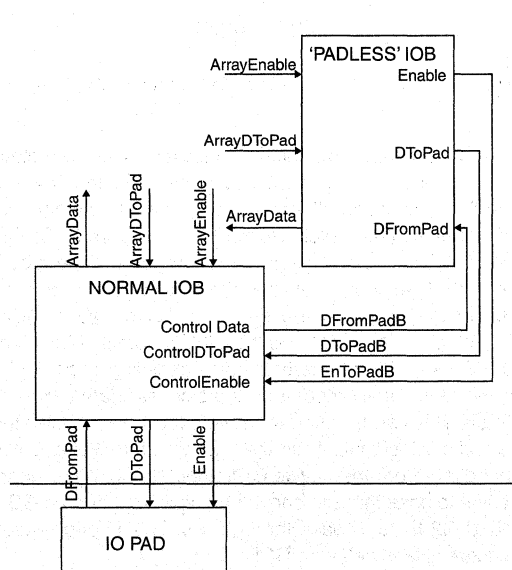 'PADLESS' IOB
ArrayEnable
Enable
ArrayDToPad
DToPad
ArrayData
DFromPad
ArrayData
ArrayDToPad
ArrayEnable
NORMAL IOB
Control Data
DFromPadB
ControlDToPad
DToPadB
ControlEnable
EnToPadB
DFromPad
DToPad
Enable
IO PAD